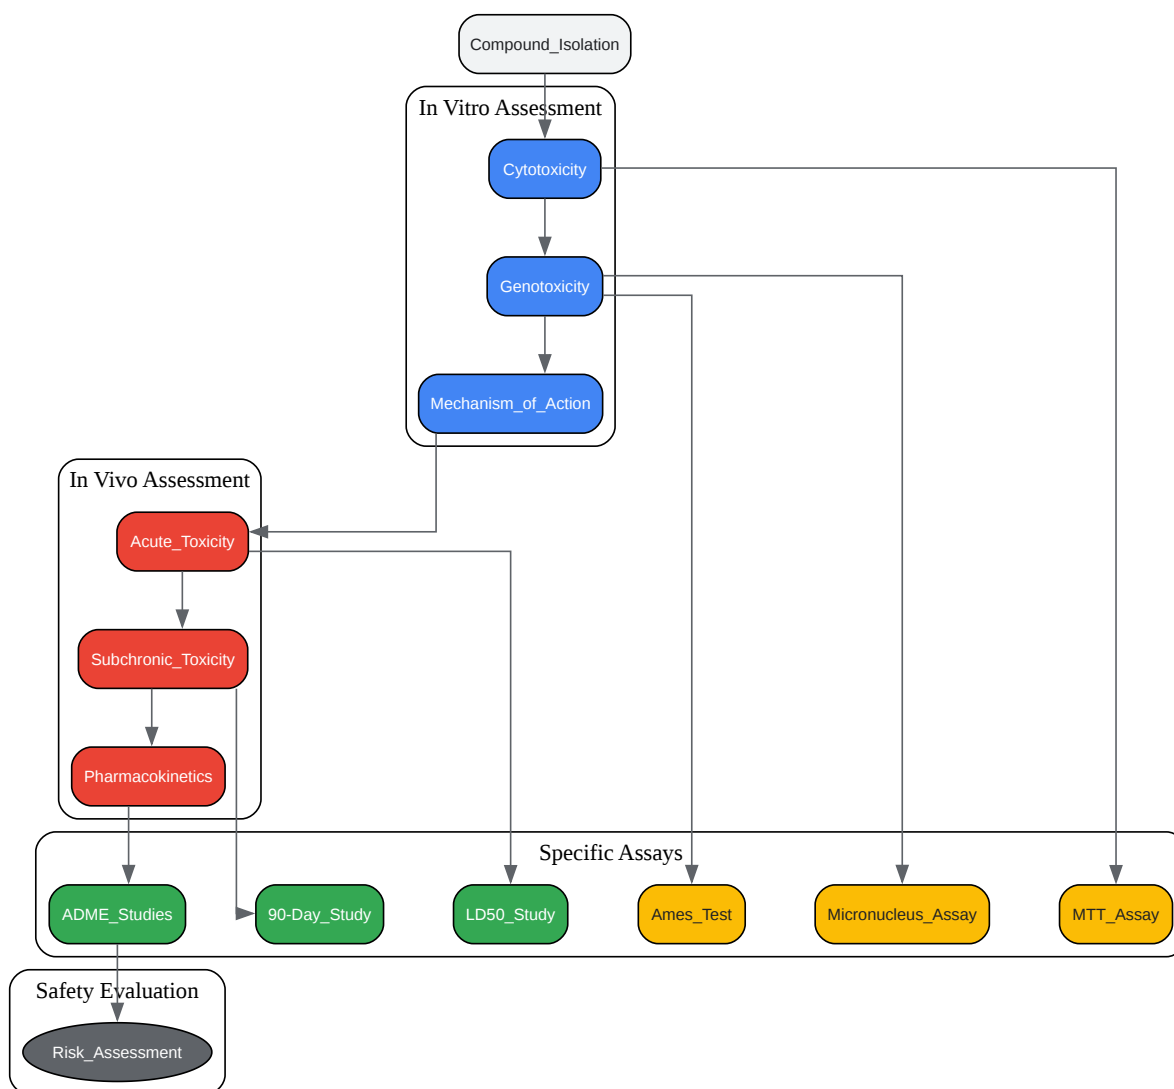 Compound_Isolation
In Vitro Assessment
Cytotoxicity
Genotoxicity
Mechanism_of_Action
In Vivo Assessment
Acute_Toxicity
Subchronic_Toxicity
Pharmacokinetics
Specific Assays
ADME_Studies
90-Day_Study
LD50_Study
Ames_Test
Micronucleus_Assay
MTT_Assay
Safety Evaluation
Risk_Assessment